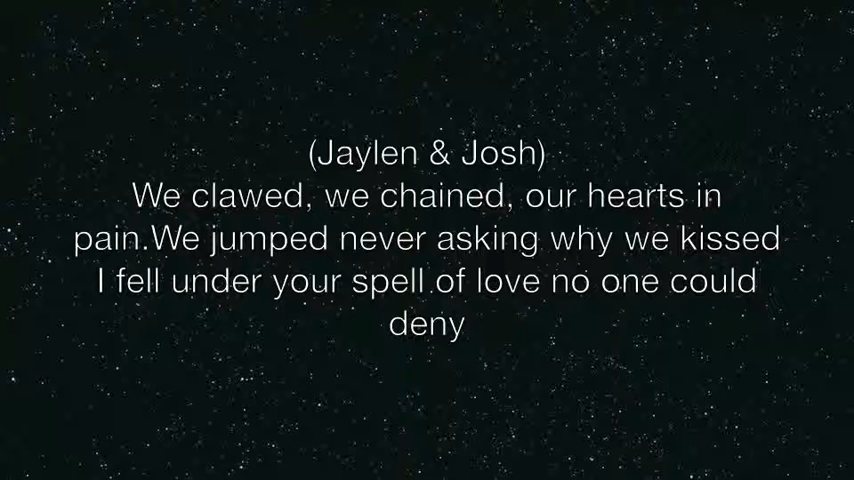 (Jaylen & Josh)
We clawed, we chained, our hearts in
pain.We jumped never asking why we kissed
I fell under your spell of love no one could
deny